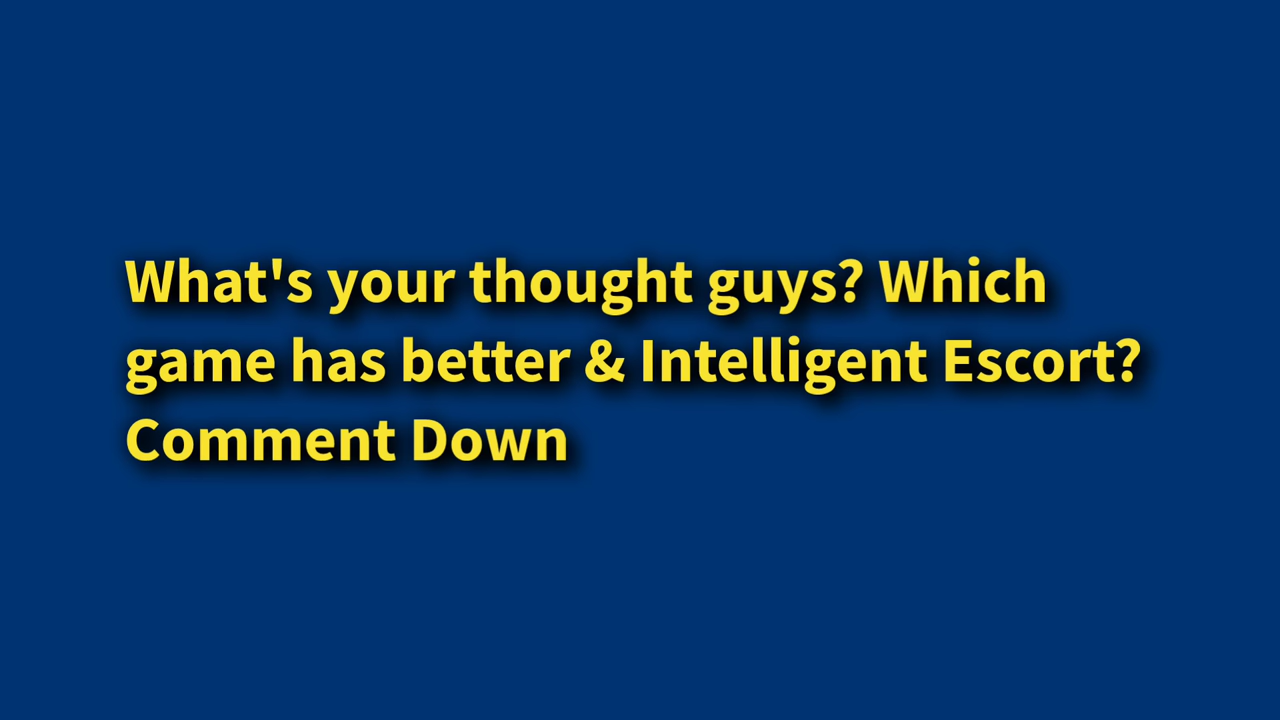 What's your thought guys? Which
game has better & Intelligent Escort?
Comment Down